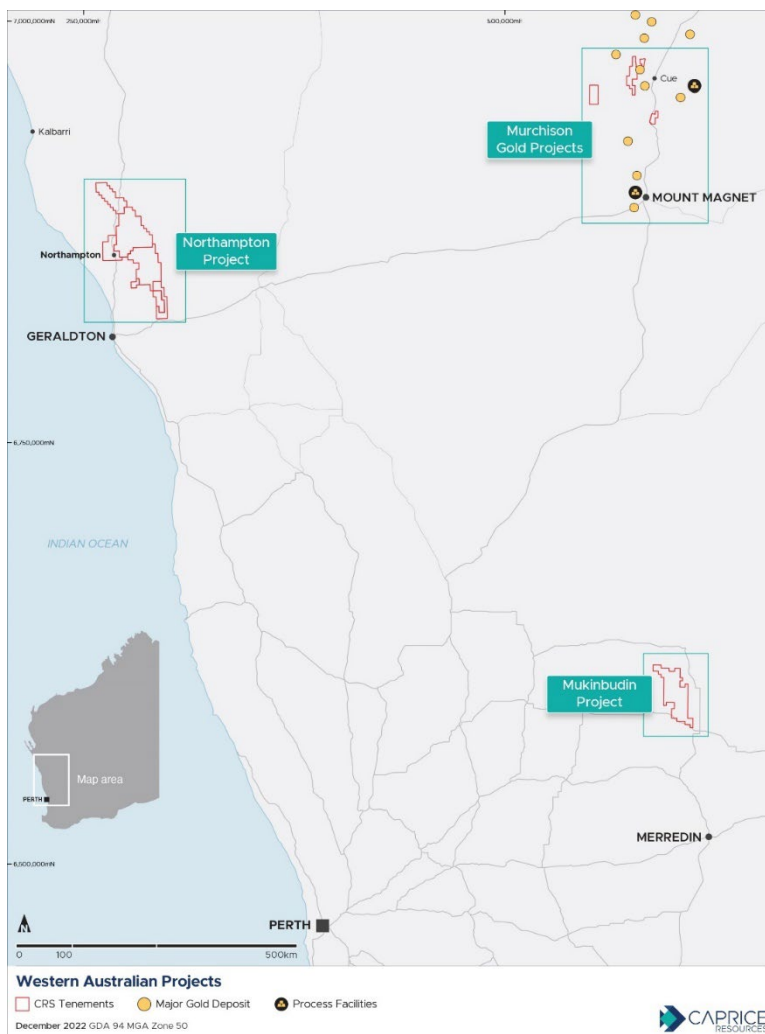 7,000,000mN
250,000mE
500,000mE
Cue
Kalbarri
Murchison
Gold Projects
MOUNT MAGNET
Northampton
Project
Northampton
GERALDTON
6,750,000mN
INDIAN OCEAN
Mukinbudin
Project
Map area
PERTH
MERREDIN
6,500,000mN
PERTH
N
0 100 500km
Western Australian Projects
CRS Tenements Major Gold Deposit Process Facilities
December 2022 GDA 94 MGA Zone 50
CAPRICE
RESOURCES